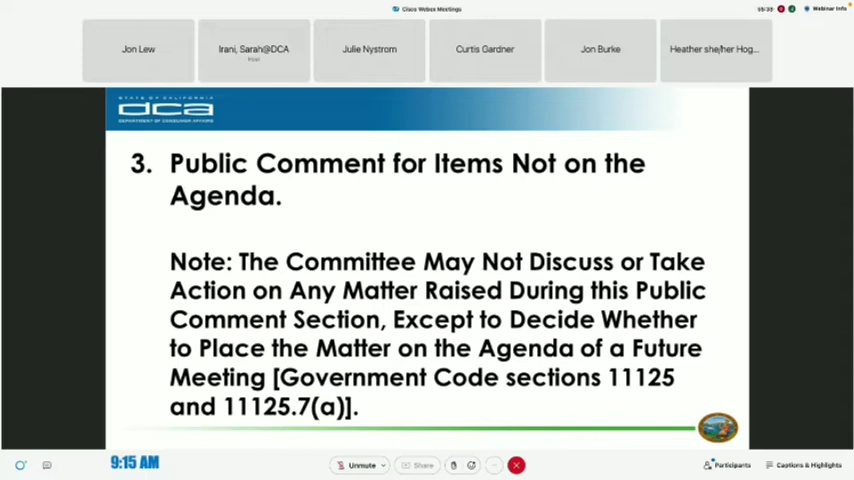 Cisco Webex Meetings
Webinar Info
Jon Lew
Irani, Sarah@DCA
Host
Julie Nystrom
Curtis Gardner
Jon Burke
Heather she/her Hog...
STATE OF CALIFORNIA
dca
DEPARTMENT OF CONSUMER AFFAIRS
3. Public Comment for Items Not on the
Agenda.
Note: The Committee May Not Discuss or Take
Action on Any Matter Raised During this Public
Comment Section, Except to Decide Whether
to Place the Matter on the Agenda of a Future
Meeting [Government Code sections 11125
and 11125.7(a)].
9:15 AM
Unmute
Share
Participants
Captions & Highlights